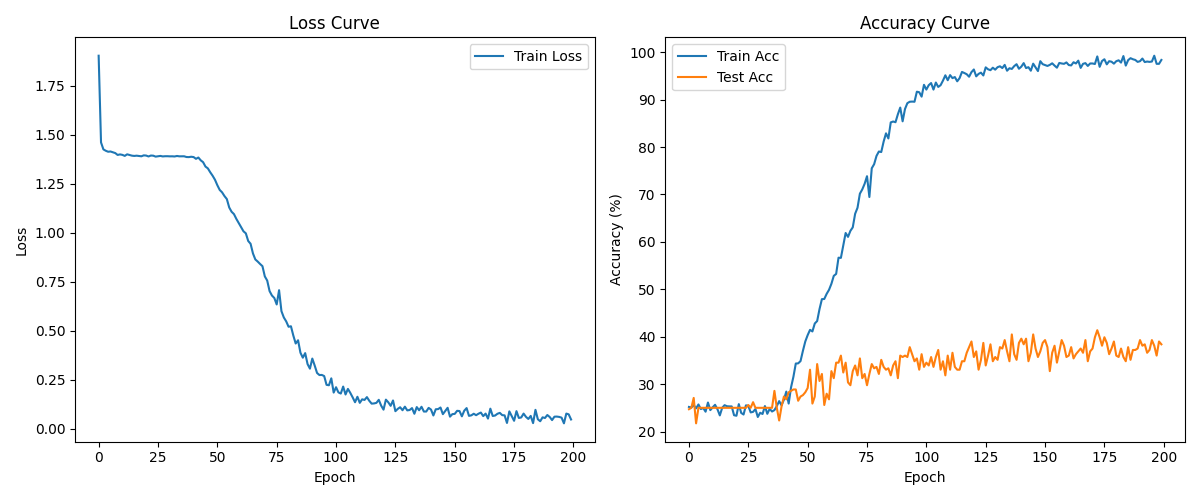 Loss Curve
Train Loss
1.75
1.50
1.25
1.00
0.75
0.50
0.25
0.00
Loss
0 25 50 75 100 125 150 175 200
Epoch
Accuracy Curve
Train Acc
Test Acc
100
90
80
70
60
50
40
30
20
Accuracy (%)
0 25 50 75 100 125 150 175 200
Epoch